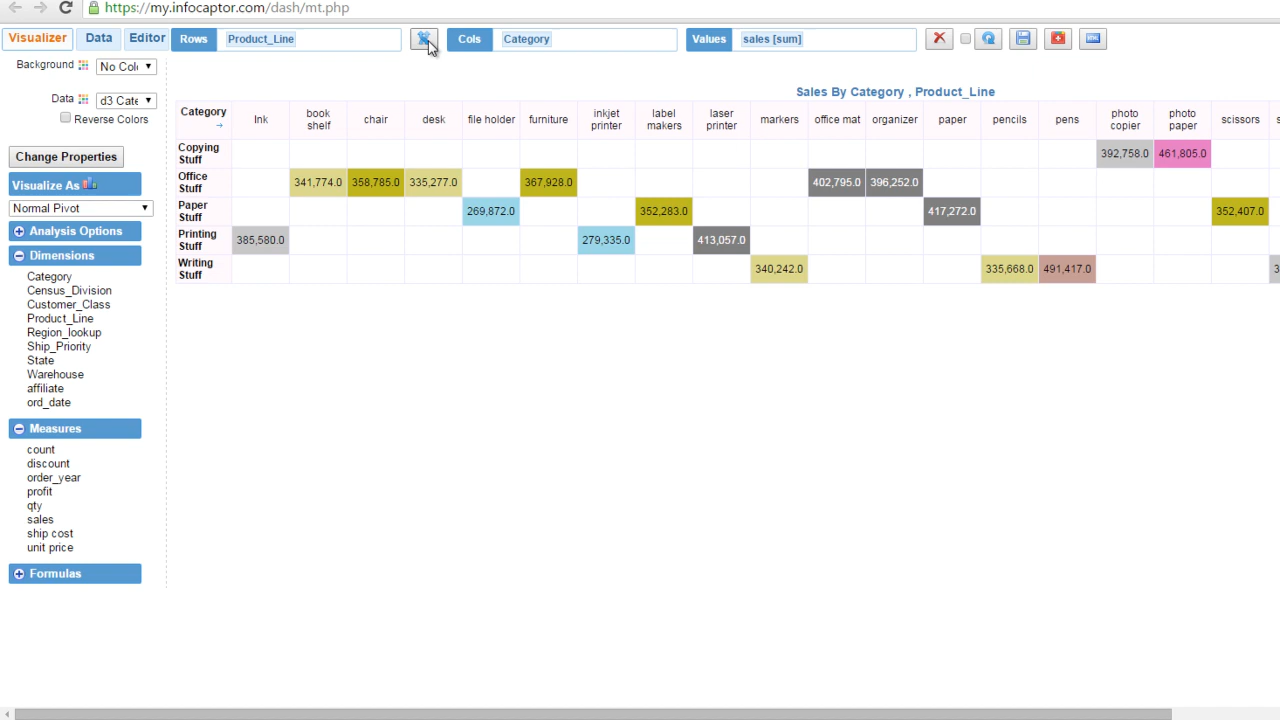 https://my.infocaptor.com/dash/mt.php
Visualizer Data Editor Rows Product_Line Cols Category Values sales [sum]
Background No Colo
Data d3 Cate
Reverse Colors
Change Properties
Visualize As
Normal Pivot
Analysis Options
Dimensions
Category
Census_Division
Customer_Class
Product_Line
Region_lookup
Ship_Priority
State
Warehouse
affiliate
ord_date
Measures
count
discount
order_year
profit
qty
sales
ship cost
unit price
Formulas
Sales By Category , Product_Line
Category → Ink book shelf chair desk file holder furniture inkjet printer label makers laser printer markers office mat organizer paper pencils pens photo copier photo paper scissors
Copying Stuff 392,758.0 461,805.0
Office Stuff 341,774.0 358,785.0 335,277.0 367,928.0 402,795.0 396,252.0
Paper Stuff 269,872.0 352,283.0 417,272.0 352,407.0
Printing Stuff 385,580.0 279,335.0 413,057.0
Writing Stuff 340,242.0 335,668.0 491,417.0